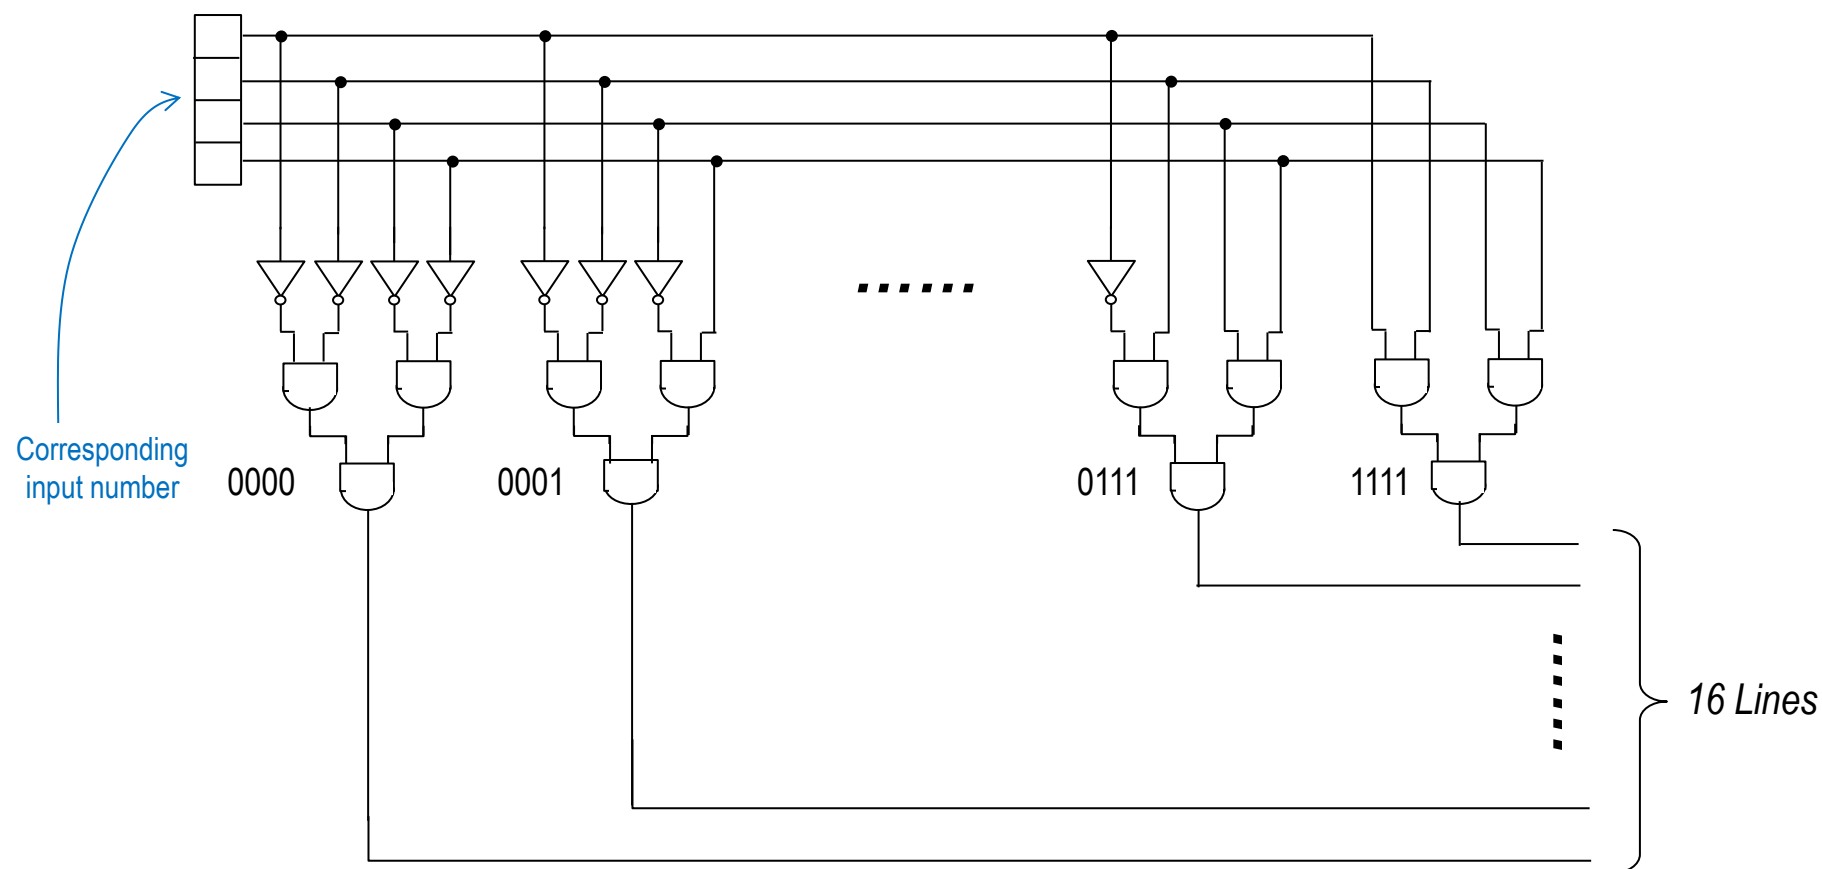 Corresponding
input number
0000
0001
......
0111
1111
16 Lines